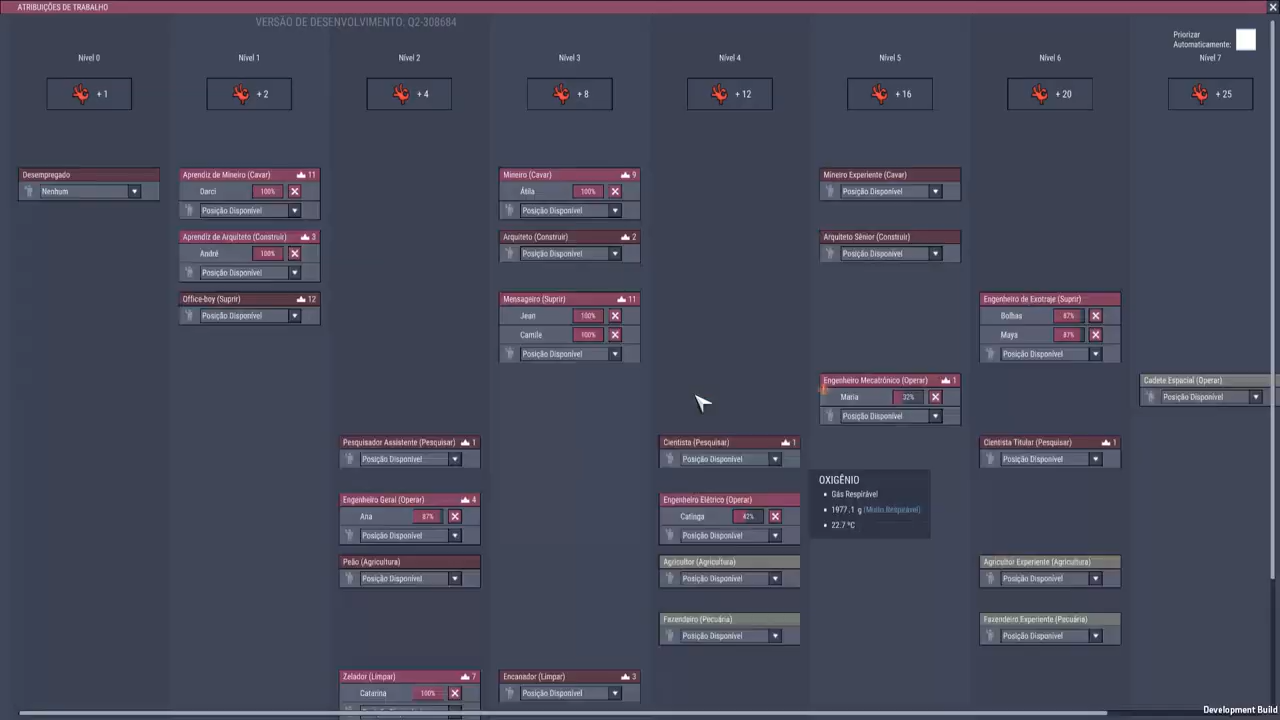 ATRIBUIÇÕES DE TRABALHO
VERSÃO DE DESENVOLVIMENTO: Q2-308684
Priorizar
Automaticamente:
Nível 0
Nível 1
Nível 2
Nível 3
Nível 4
Nível 5
Nível 6
Nível 7
+ 1
+ 2
+ 4
+ 8
+ 12
+ 16
+ 20
+ 25
Desempregado
Nenhum
Aprendiz de Mineiro (Cavar) 11
Darci 100%
Posição Disponível
Mineiro (Cavar) 9
Átila 100%
Posição Disponível
Mineiro Experiente (Cavar)
Posição Disponível
Aprendiz de Arquiteto (Construir) 3
André 100%
Posição Disponível
Arquiteto (Construir) 2
Posição Disponível
Arquiteto Sênior (Construir)
Posição Disponível
Office-boy (Suprir) 12
Posição Disponível
Mensageiro (Suprir) 11
Jean 100%
Camile 100%
Posição Disponível
Engenheiro de Exotraje (Suprir)
Bolhas 87%
Maya 87%
Posição Disponível
Engenheiro Mecatrônico (Operar) 1
Maria 32%
Posição Disponível
Cadete Espacial (Operar)
Posição Disponível
Pesquisador Assistente (Pesquisar) 1
Posição Disponível
Cientista (Pesquisar) 1
Posição Disponível
Cientista Titular (Pesquisar) 1
Posição Disponível
OXIGÊNIO
Gás Respirável
1977.1 g (Muito Respirável)
22.7 ºC
Engenheiro Geral (Operar) 4
Ana 87%
Posição Disponível
Engenheiro Elétrico (Operar)
Catinga 42%
Posição Disponível
Peão (Agricultura)
Posição Disponível
Agricultor (Agricultura)
Posição Disponível
Agricultor Experiente (Agricultura)
Posição Disponível
Fazendeiro (Pecuária)
Posição Disponível
Fazendeiro Experiente (Pecuária)
Posição Disponível
Zelador (Limpar) 7
Catarina 100%
Encanador (Limpar) 3
Posição Disponível
Development Build